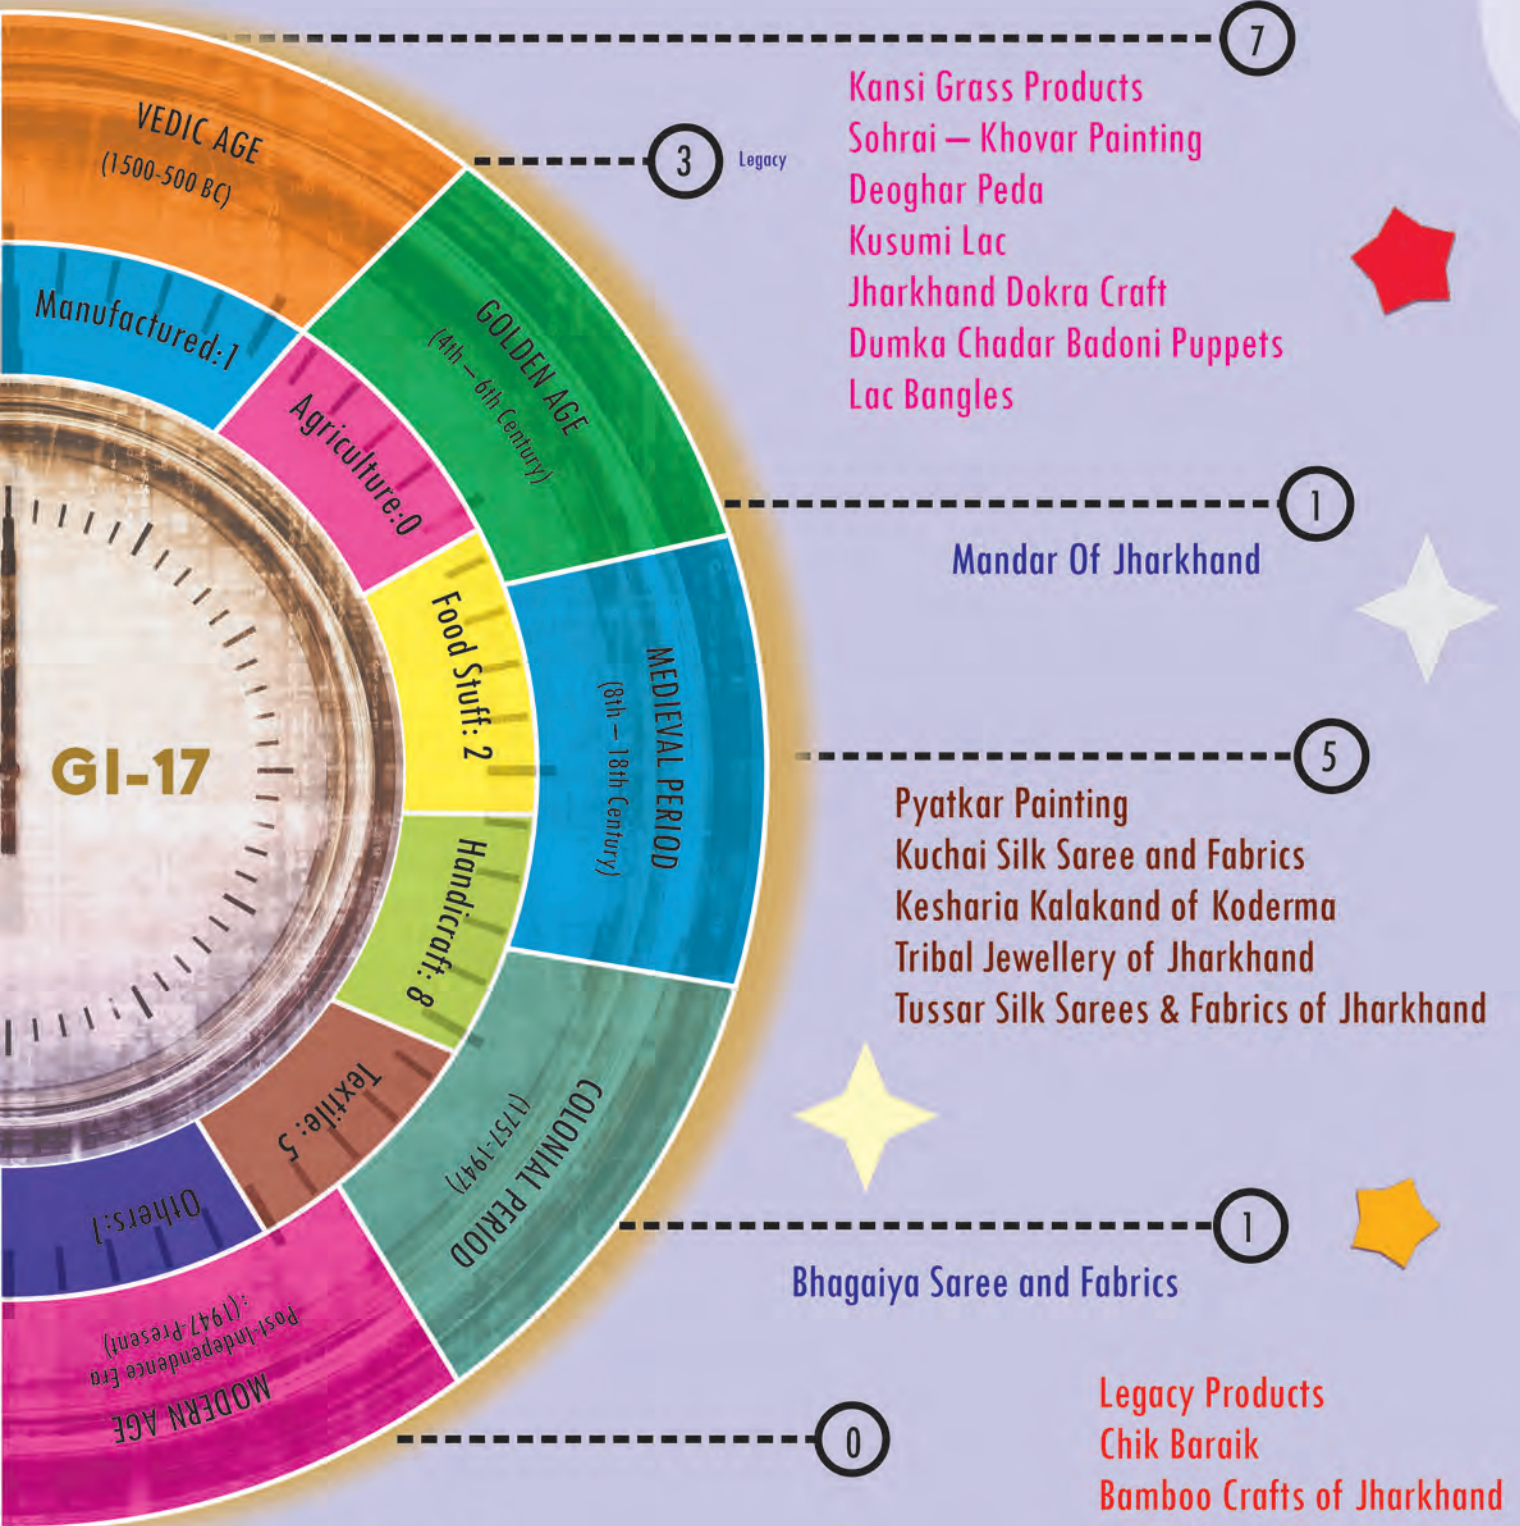 VEDIC AGE
(1500-500 BC)
Manufactured:1
GOLDEN AGE
(4th – 6th Century)
Agriculture:0
MEDIEVAL PERIOD
(8th – 18th Century)
Food Stuff: 2
Handicraft: 8
COLONIAL PERIOD
(1757-1947)
Textile: 5
Others:1
MODERN AGE
Post-Independence Era
:(1947-Present)
GI-17
7
Kansi Grass Products
Sohrai – Khovar Painting
Deoghar Peda
Kusumi Lac
Jharkhand Dokra Craft
Dumka Chadar Badoni Puppets
Lac Bangles
3 Legacy
1
Mandar Of Jharkhand
5
Pyatkar Painting
Kuchai Silk Saree and Fabrics
Kesharia Kalakand of Koderma
Tribal Jewellery of Jharkhand
Tussar Silk Sarees & Fabrics of Jharkhand
1
Bhagaiya Saree and Fabrics
0
Legacy Products
Chik Baraik
Bamboo Crafts of Jharkhand